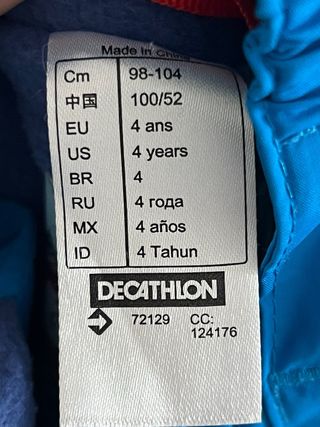 Made in China
Cm 98-104
中国 100/52
EU 4 ans
US 4 years
BR 4
RU 4 года
MX 4 años
ID 4 Tahun
DECATHLON
72129 CC:
124176